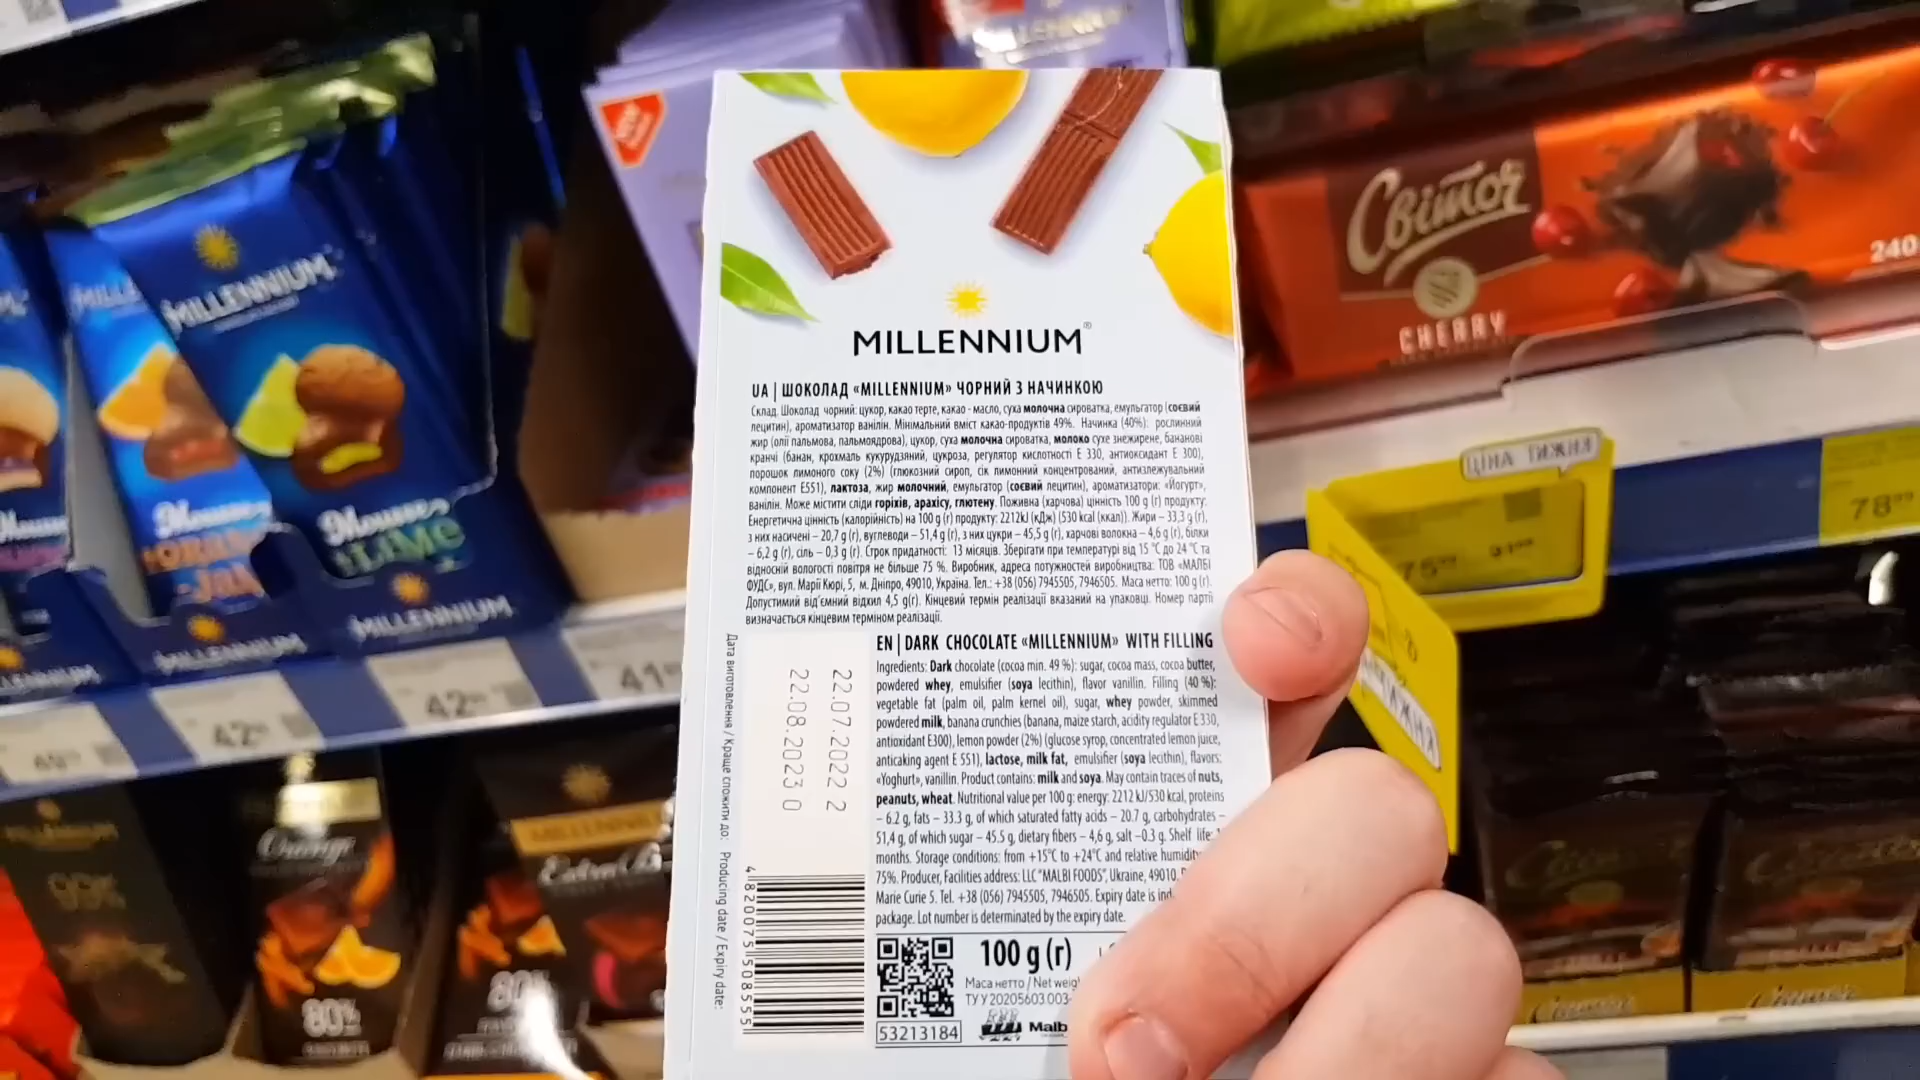 MILLENNIUM®
UA | ШОКОЛАД «MILLENNIUM» ЧОРНИЙ З НАЧИНКОЮ
Склад. Шоколад чорний: цукор, какао терте, какао - масло, суха молочна сироватка, емульгатор (соєвий
лецитин), ароматизатор ванілін. Мінімальний вміст какао-продуктів 49%. Начинка (40%): рослинний
жир (олії пальмова, пальмоядрова), цукор, суха молочна сироватка, молоко сухе знежирене, бананові
кранчі (банан, крохмаль кукурудзяний, цукроза, регулятор кислотності Е 330, антиоксидант Е 300),
порошок лимоного соку (2%) (глюкозний сироп, сік лимонний концентрований, антизлежувальний
компонент Е551), лактоза, жир молочний, емульгатор (соєвий лецитин), ароматизатори: «Йогурт»,
ванілін. Може містити сліди горіхів, арахісу, глютену. Поживна (харчова) цінність 100 g (г) продукту:
Енергетична цінність (калорійність) на 100 g (г) продукту: 2212kJ (кДж) (530 kcal (ккал)). Жири – 33,3 g (г),
з них насичені – 20,7 g (г), вуглеводи – 51,4 g (г), з них цукри – 45,5 g (г), харчові волокна – 4,6 g (г), білки
– 6,2 g (г), сіль – 0,3 g (г). Строк придатності: 13 місяців. Зберігати при температурі від 15 °С до 24 °С та
відносній вологості повітря не більше 75 %. Виробник, адреса потужностей виробництва: ТОВ «МАЛБІ
ФУДС», вул. Марії Кюрі, 5, м. Дніпро, 49010, Україна. Тел.: +38 (056) 7945505, 7946505. Маса нетто: 100 g (г).
Допустимий від'ємний відхил 4,5 g(г). Кінцевий термін реалізації вказаний на упаковці. Номер партії
визначається кінцевим терміном реалізації.
EN | DARK CHOCOLATE «MILLENNIUM» WITH FILLING
Ingredients: Dark chocolate (cocoa min. 49 %): sugar, cocoa mass, cocoa butter,
powdered whey, emulsifier (soya lecithin), flavor vanillin. Filling (40 %):
vegetable fat (palm oil, palm kernel oil), sugar, whey powder, skimmed
powdered milk, banana crunchies (banana, maize starch, acidity regulator E 330,
antioxidant E300), lemon powder (2%) (glucose syrup, concentrated lemon juice,
anticaking agent E 551), lactose, milk fat, emulsifier (soya lecithin), flavors:
«Yoghurt», vanillin. Product contains: milk and soya. May contain traces of nuts,
peanuts, wheat. Nutritional value per 100 g: energy: 2212 kJ/530 kcal, proteins
– 6.2 g, fats – 33.3 g, of which saturated fatty acids – 20.7 g, carbohydrates –
51,4 g, of which sugar – 45.5 g, dietary fibers – 4,6 g, salt –0.3 g. Shelf life:
months. Storage conditions: from +15°C to +24°C and relative humidity
75%. Producer, Facilities address: LLC "MALBI FOODS", Ukraine, 49010,
Marie Curie 5. Tel. +38 (056) 7945505, 7946505. Expiry date is
package. Lot number is determined by the expiry date.
Дата виготовлення / Краще спожити до: Producing date / Expiry date:
22.07.2022 2
22.08.2023 0
4 820075 508555
100 g (г)
Маса нетто / Net
ТУ У 20205603.003-
53213184
MILLENNIUM
Mousse
LIME
MILLENNIUM
Mousse
MILLENNIUM
MILLENNIUM
42
42
41
Світоч
CHERRY
240
ЦІНА ТИЖНЯ
78⁹⁹
MILLENNIUM
99%
Orange
80%
80%